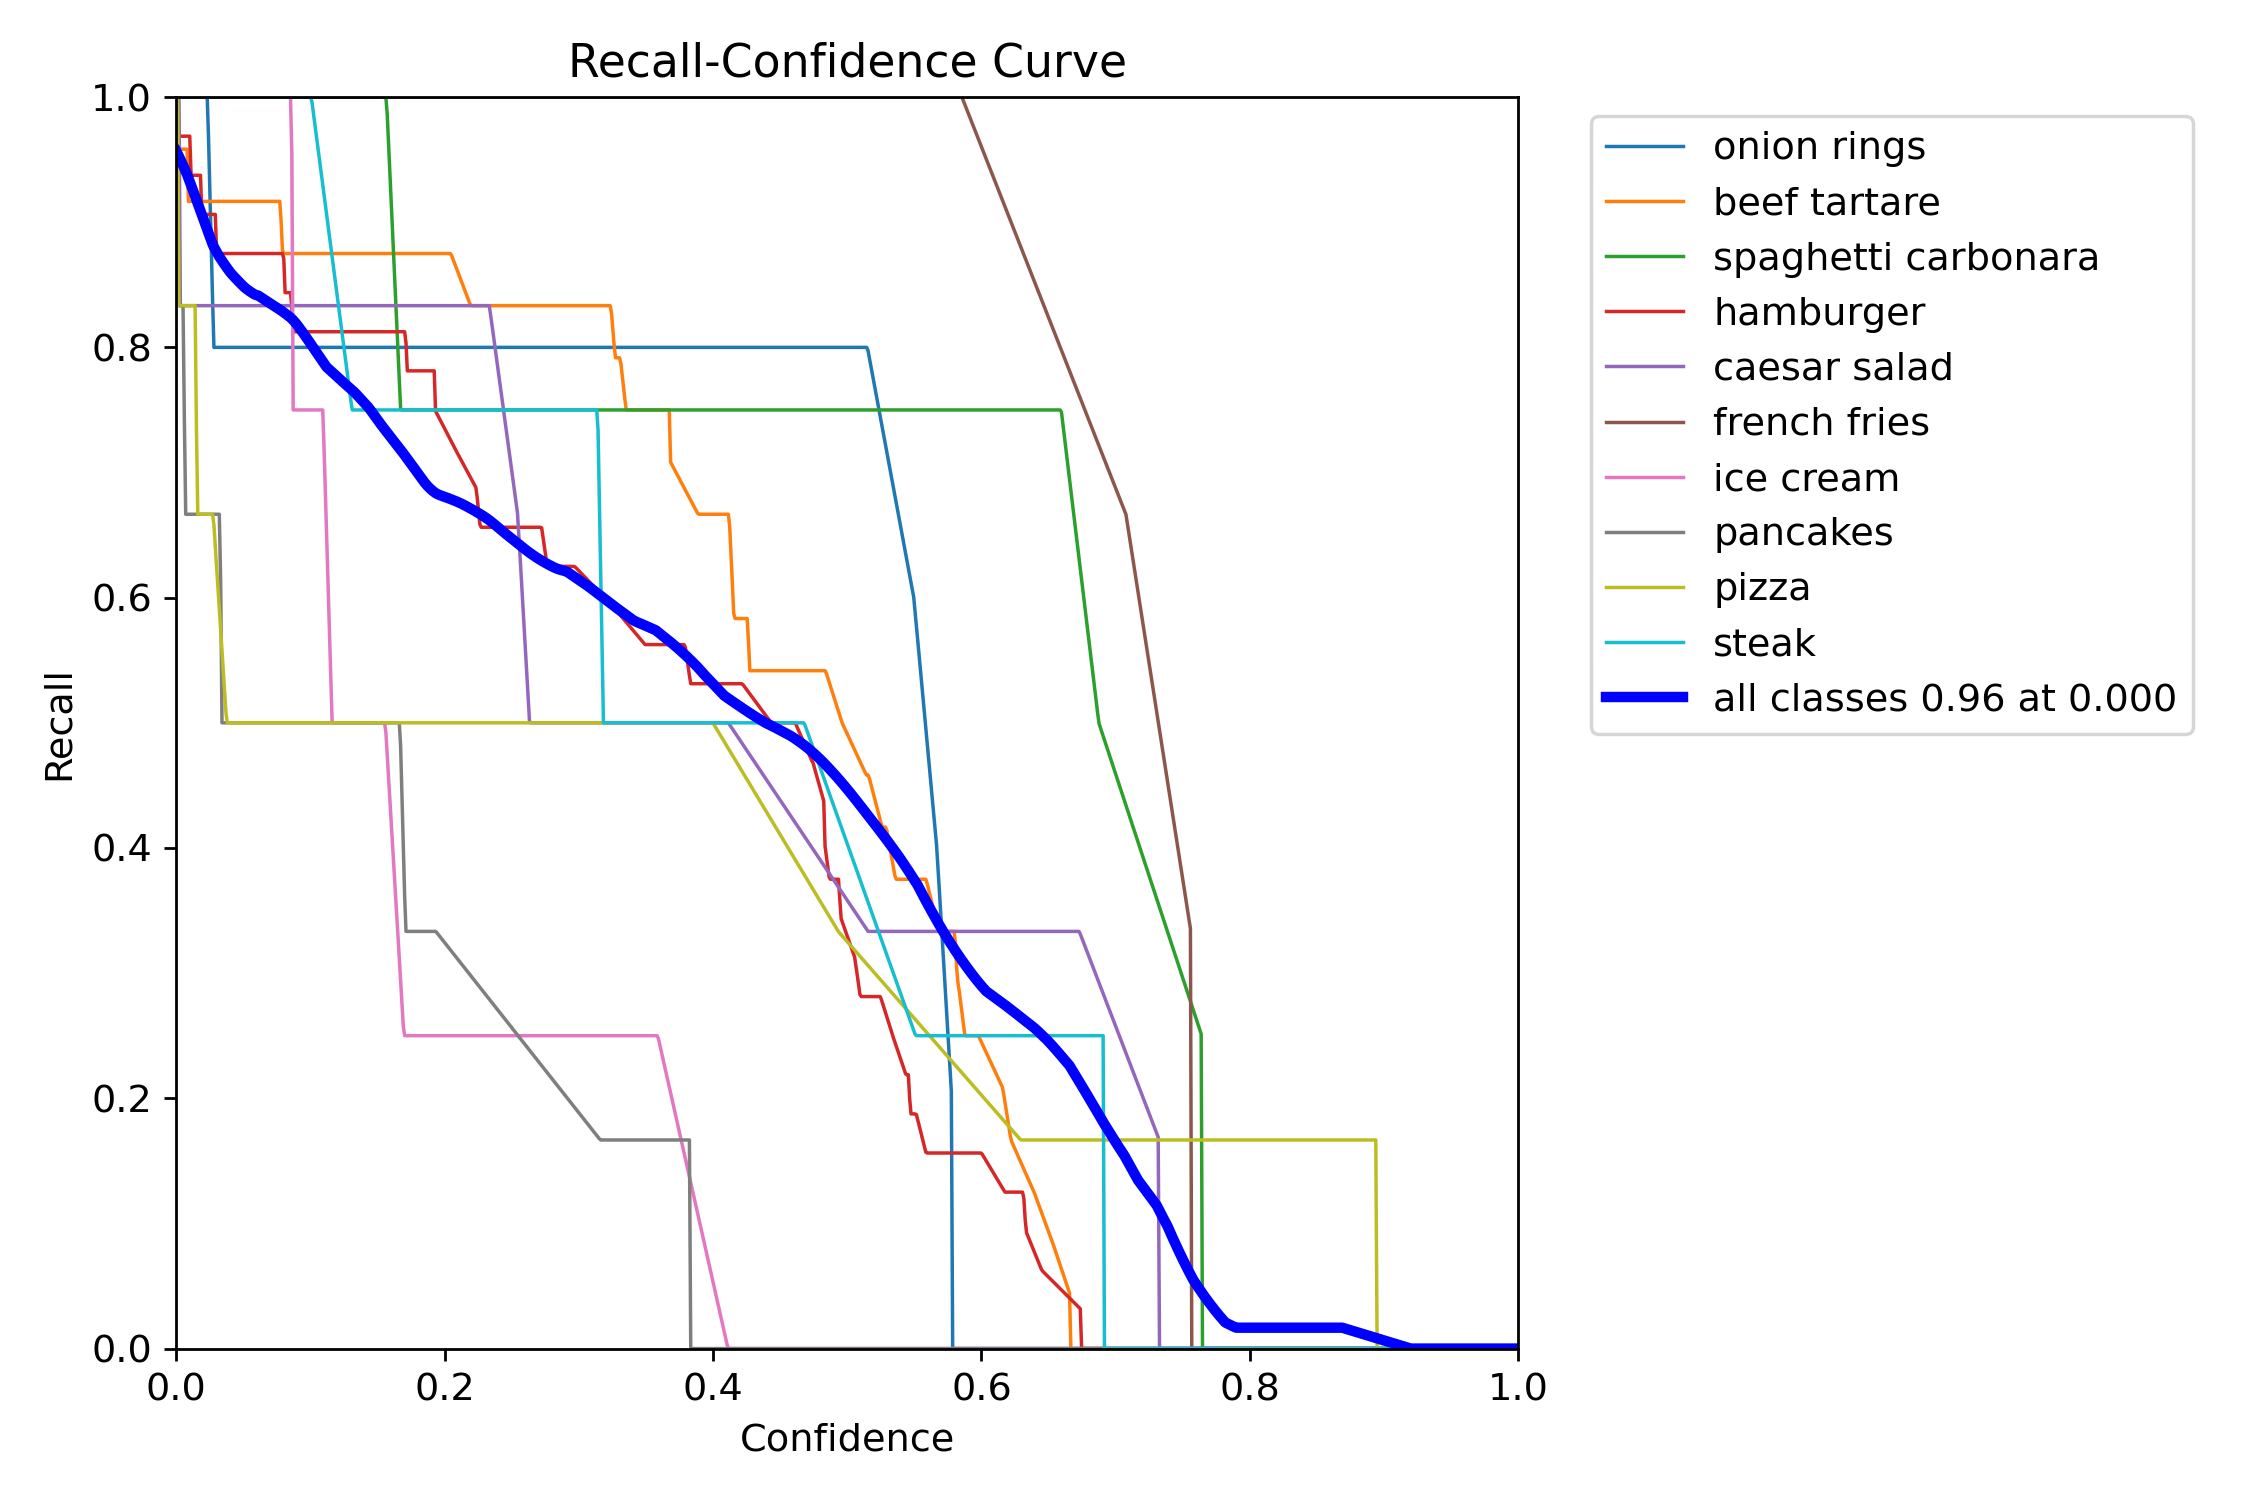 Recall-Confidence Curve
1.0
0.8
0.6
0.4
0.2
0.0
Recall
0.0 0.2 0.4 0.6 0.8 1.0
Confidence
onion rings
beef tartare
spaghetti carbonara
hamburger
caesar salad
french fries
ice cream
pancakes
pizza
steak
all classes 0.96 at 0.000